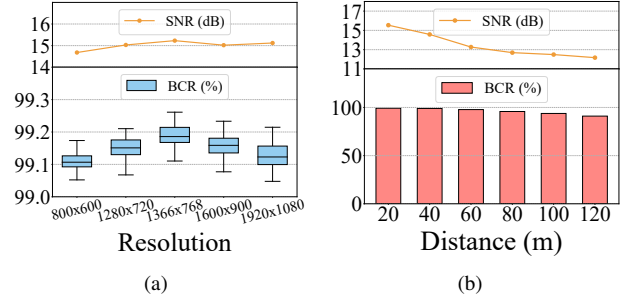 16
15
14
SNR (dB)
99.3
99.2
99.1
99.0
BCR (%)
800x600
1280x720
1366x768
1600x900
1920x1080
Resolution
(a)
17
15
13
11
SNR (dB)
100
50
0
BCR (%)
20 40 60 80 100 120
Distance (m)
(b)